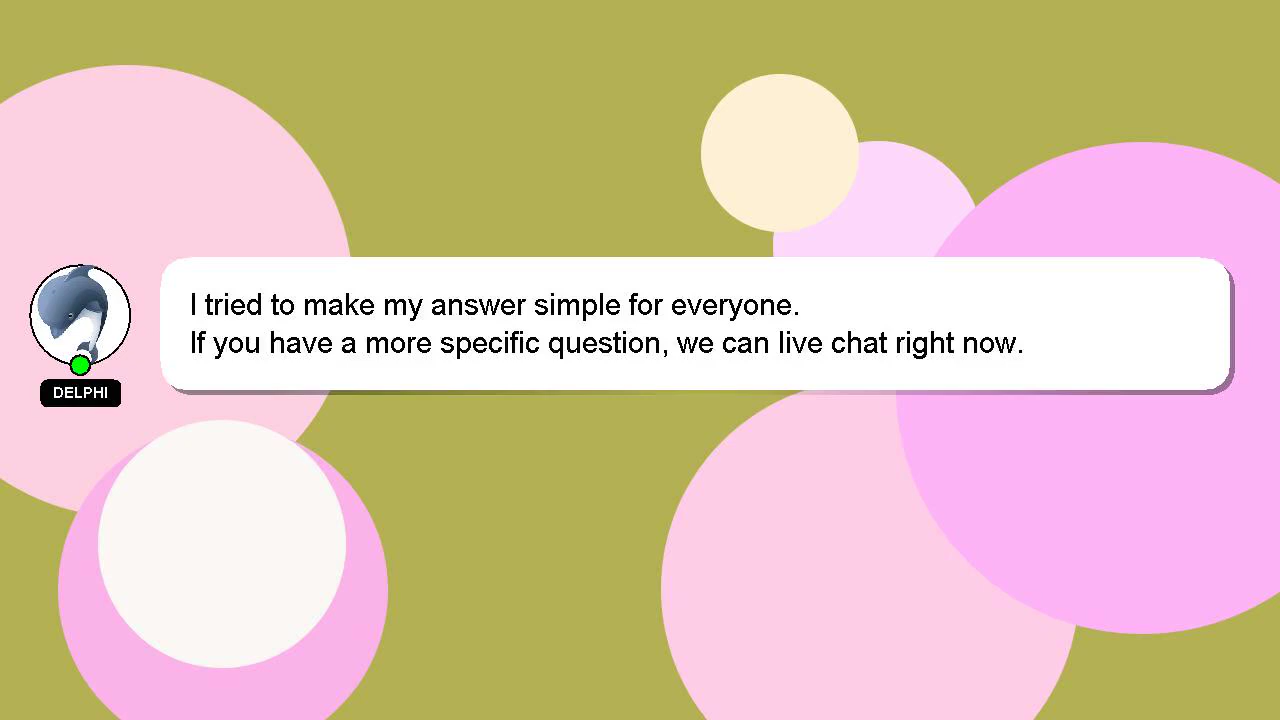 I tried to make my answer simple for everyone.
If you have a more specific question, we can live chat right now.
DELPHI